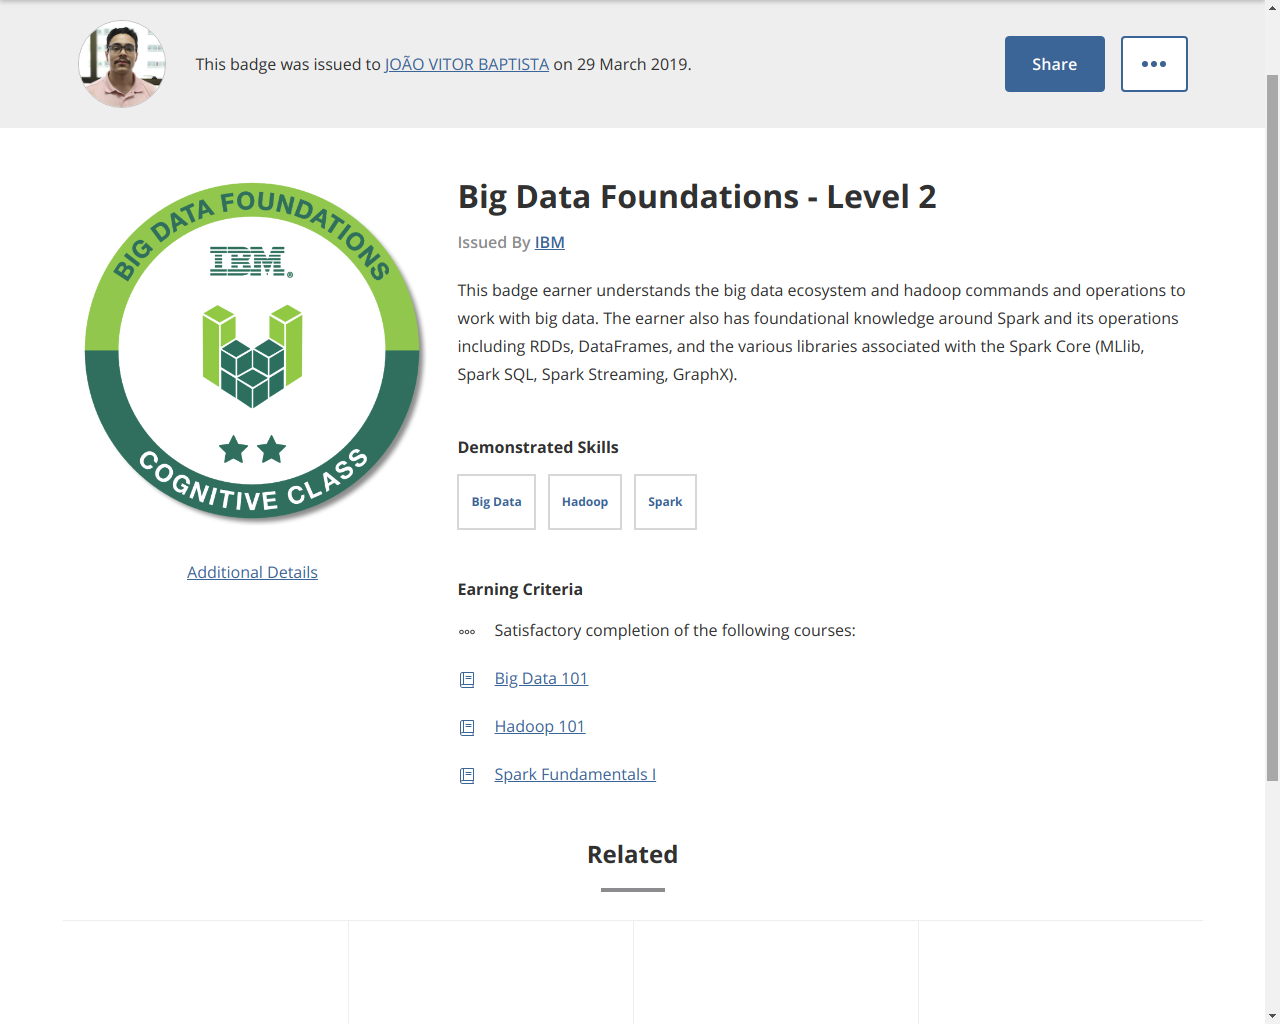 This badge was issued to JOÃO VITOR BAPTISTA on 29 March 2019.
Share
BIG DATA FOUNDATIONS
IBM®
COGNITIVE CLASS
Additional Details
Big Data Foundations - Level 2
Issued By IBM
This badge earner understands the big data ecosystem and hadoop commands and operations to
work with big data. The earner also has foundational knowledge around Spark and its operations
including RDDs, DataFrames, and the various libraries associated with the Spark Core (MLlib,
Spark SQL, Spark Streaming, GraphX).
Demonstrated Skills
Big Data
Hadoop
Spark
Earning Criteria
Satisfactory completion of the following courses:
Big Data 101
Hadoop 101
Spark Fundamentals I
Related